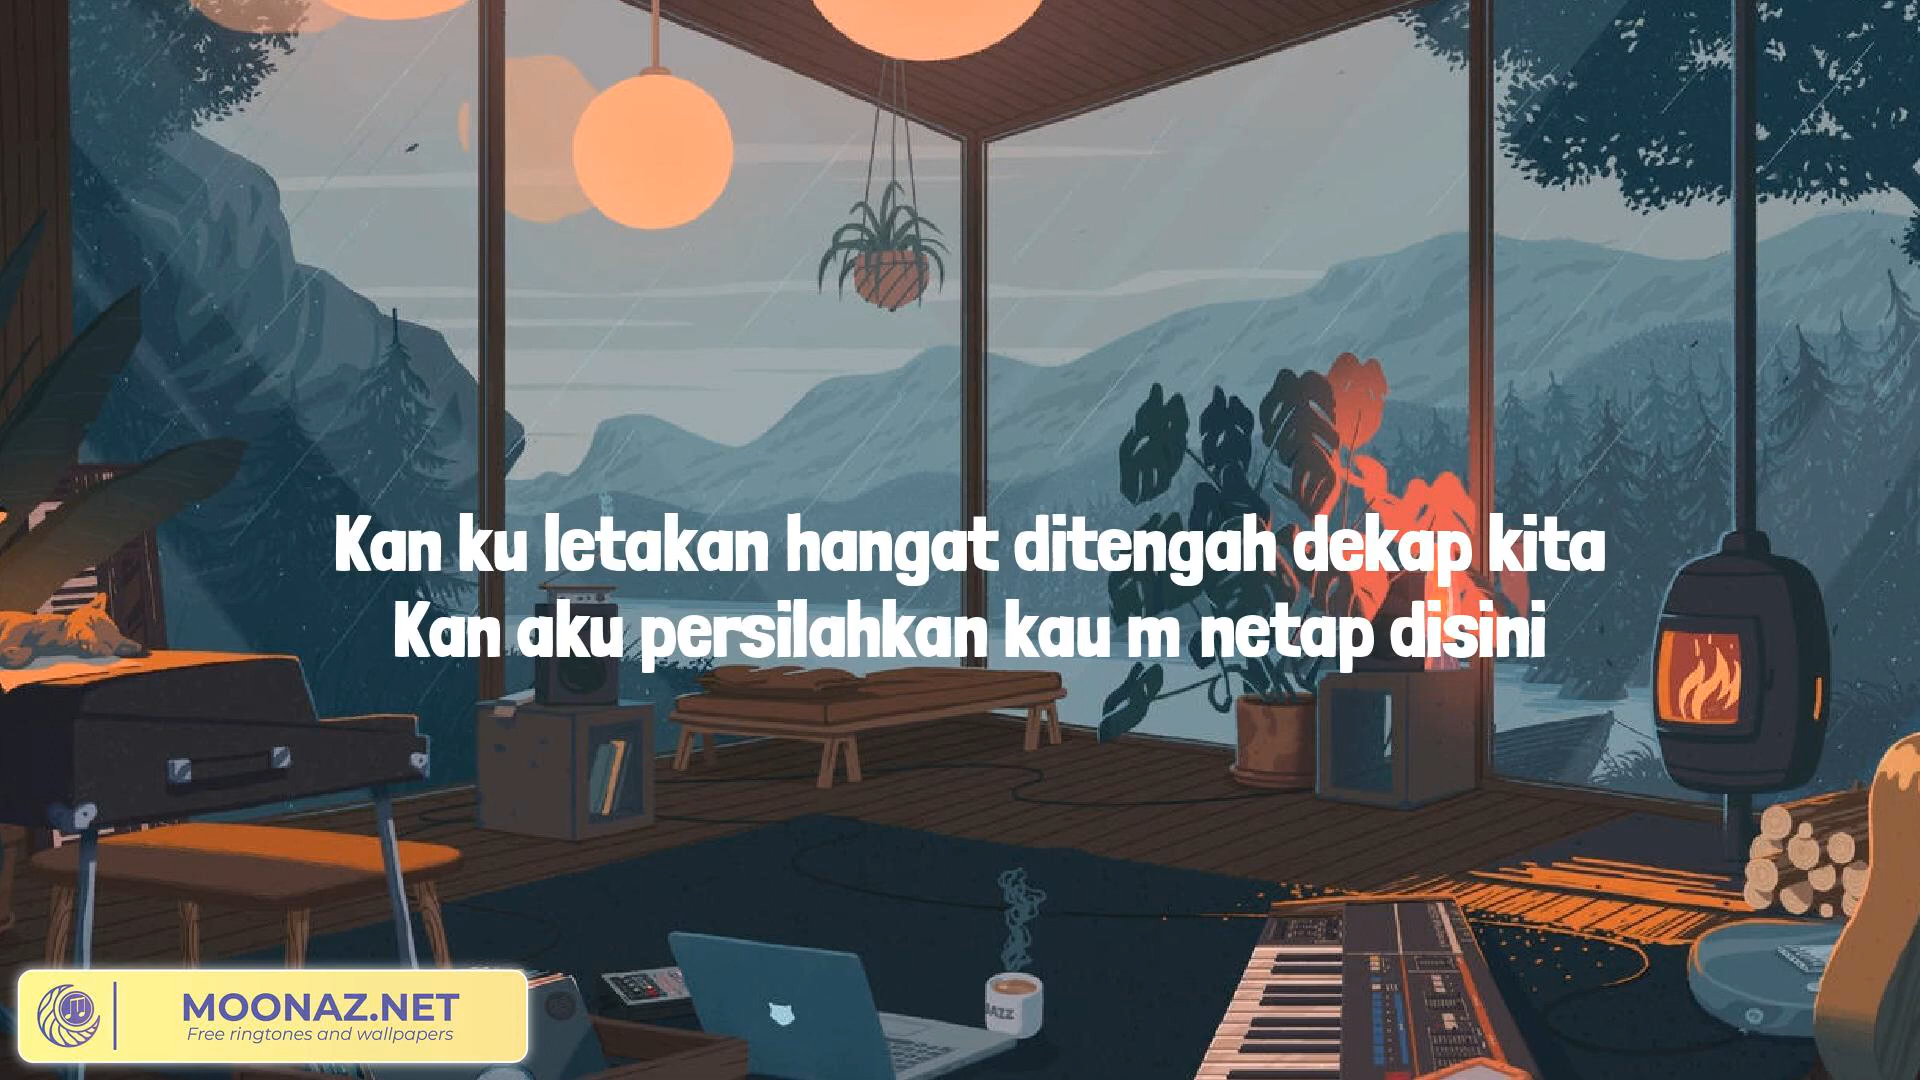 Kan ku letakan hangat ditengah dekap kita
Kan aku persilahkan kau m netap disini
MOONAZ.NET
Free ringtones and wallpapers
JAZZ